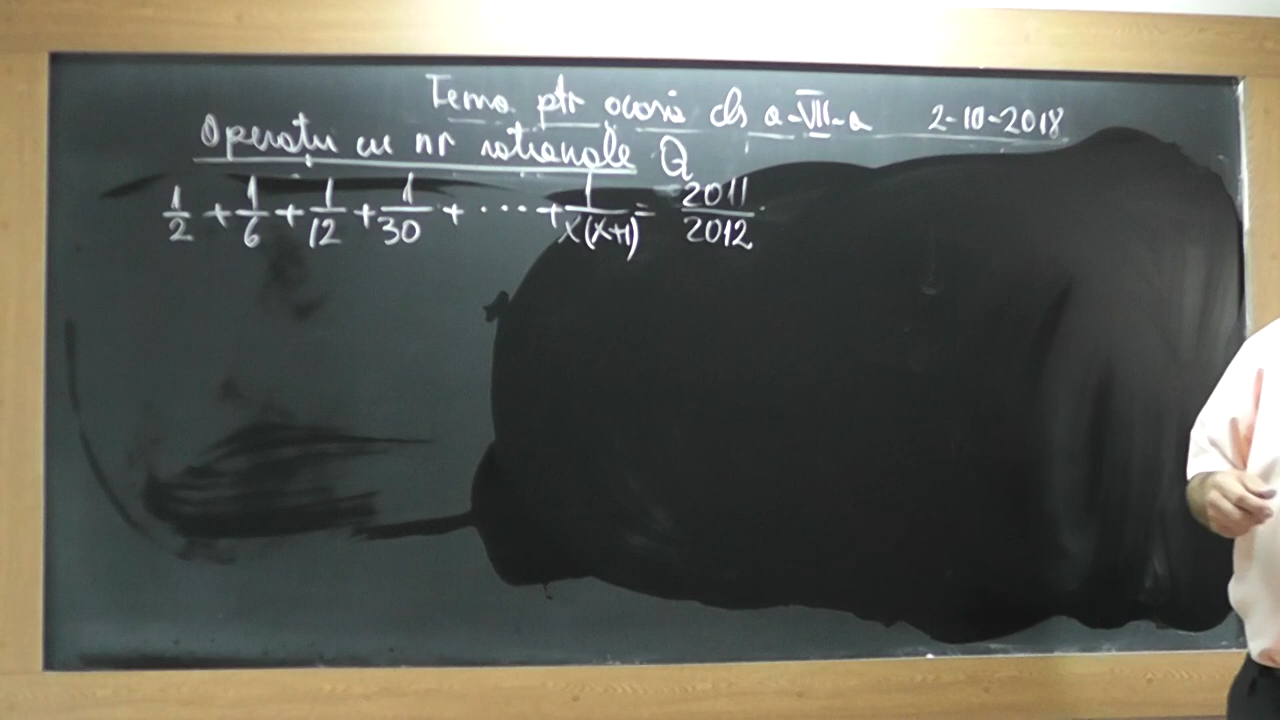 Tema ptr acasă cls a-VII-a 2-10-2018
Operații cu nr raționale Q
1/2 + 1/6 + 1/12 + 1/30 + ..... + 1/x(x+1) = 2011/2012.